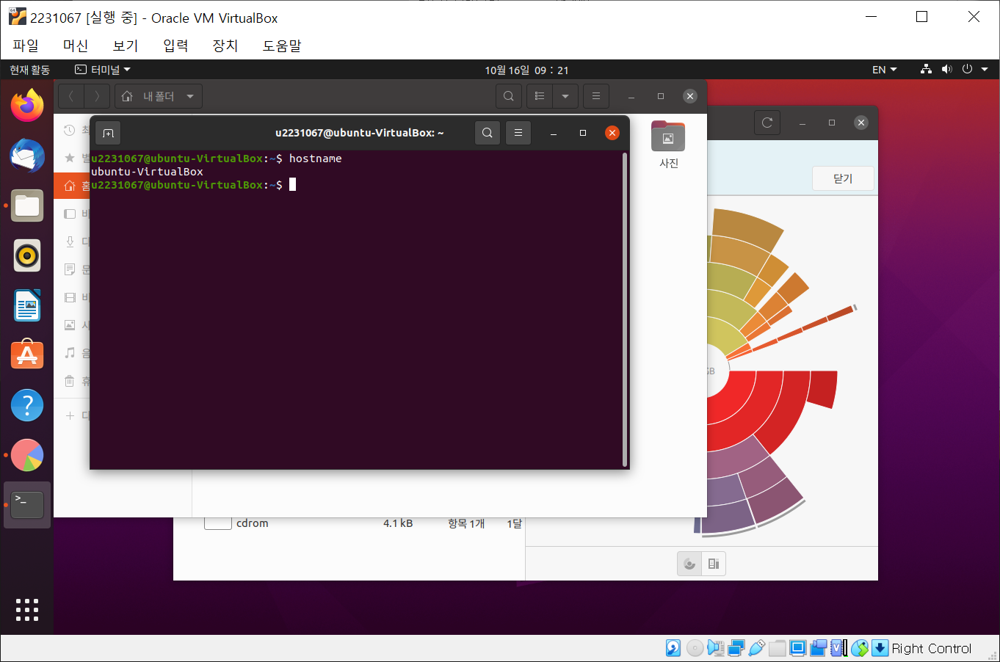 2231067 [실행 중] - Oracle VM VirtualBox
파일 머신 보기 입력 장치 도움말
현재 활동 터미널 10월 16일 09 : 21 EN
내 폴더
u2231067@ubuntu-VirtualBox: ~
사진
닫기
u2231067@ubuntu-VirtualBox:~$ hostname
ubuntu-VirtualBox
u2231067@ubuntu-VirtualBox:~$
GB
cdrom 4.1 kB 항목 1개 1달
Right Control